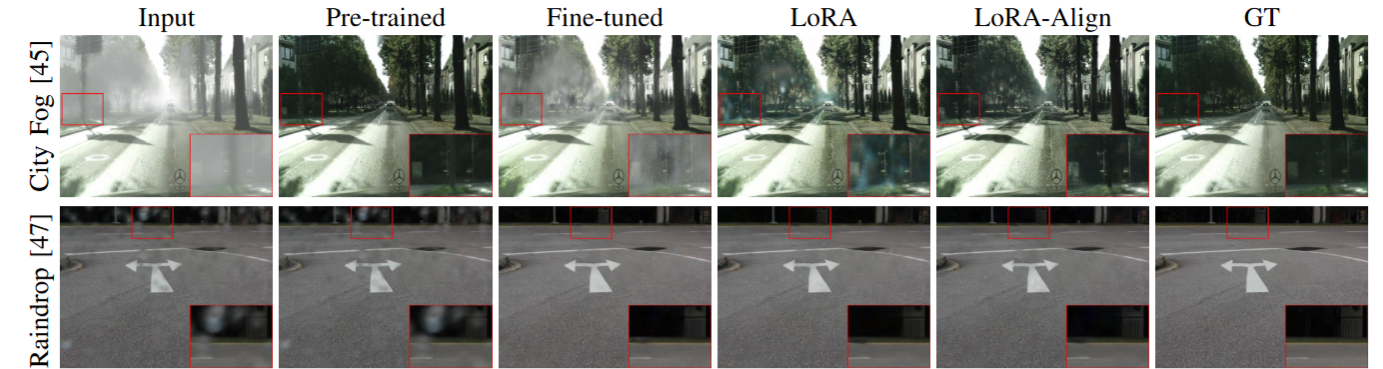 Input Pre-trained Fine-tuned LoRA LoRA-Align GT
City Fog [45]
Raindrop [47]